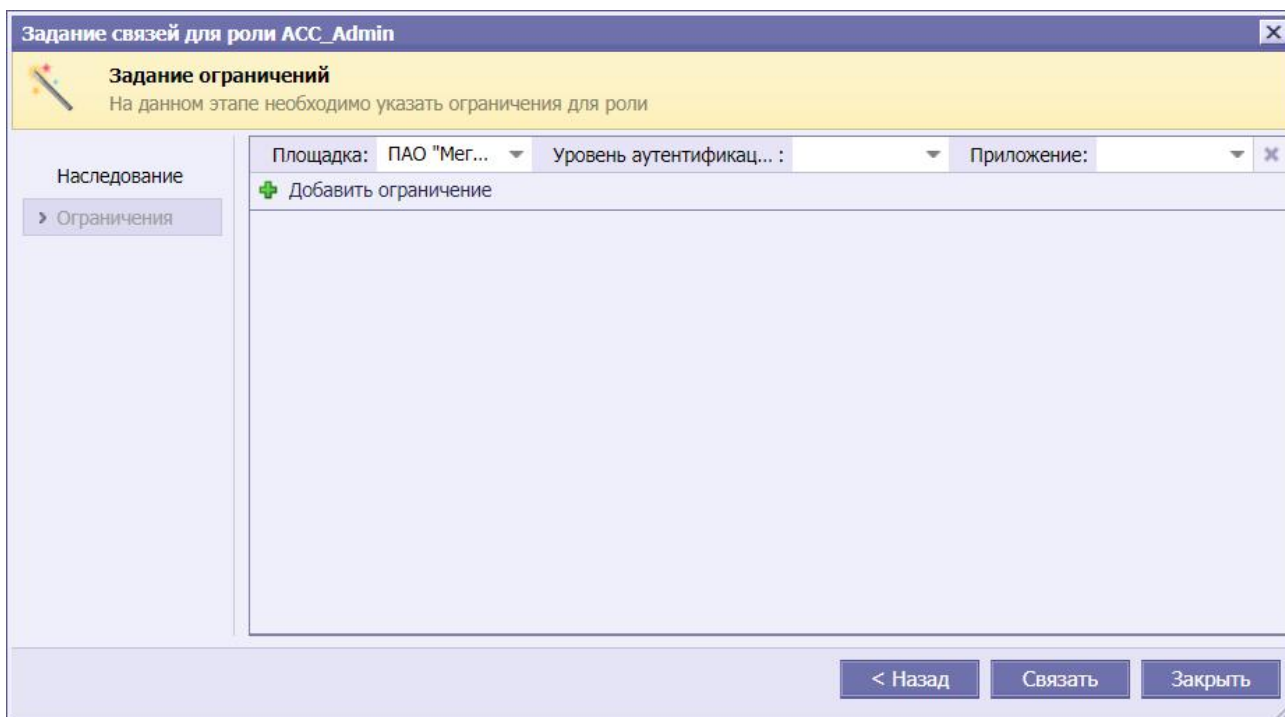 Задание связей для роли ACC_Admin
Задание ограничений
На данном этапе необходимо указать ограничения для роли
Наследование
Ограничения
Площадка: ПАО "Мег... Уровень аутентификац... : Приложение:
Добавить ограничение
< Назад Связать Закрыть